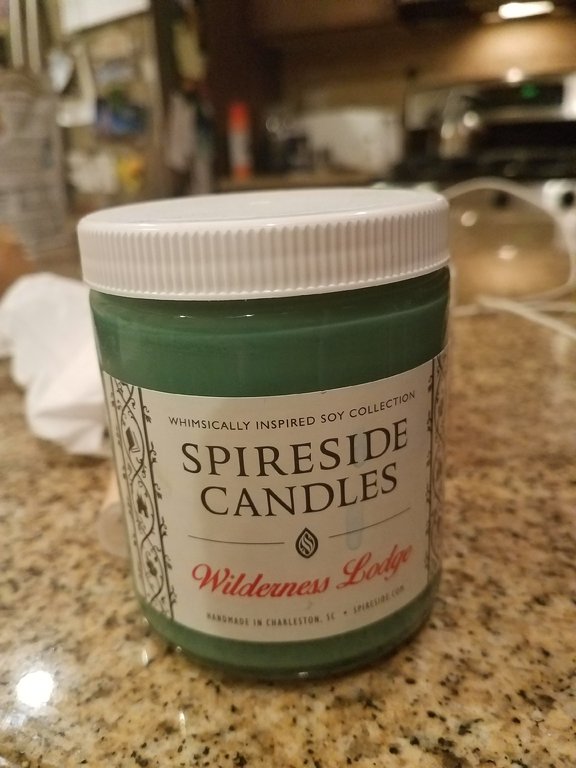 WHIMSICALLY INSPIRED SOY COLLECTION
SPIRESIDE
CANDLES
Wilderness Lodge
HANDMADE IN CHARLESTON, SC • SPIRESIDE.COM